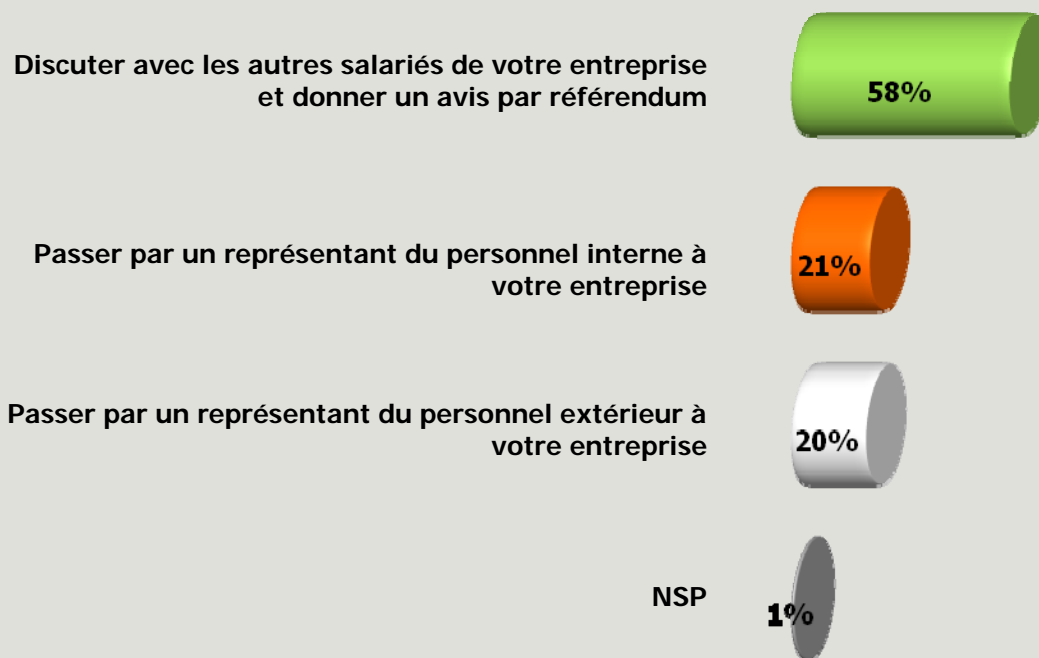 Discuter avec les autres salariés de votre entreprise
et donner un avis par référendum
58%
Passer par un représentant du personnel interne à
votre entreprise
21%
Passer par un représentant du personnel extérieur à
votre entreprise
20%
NSP
1%